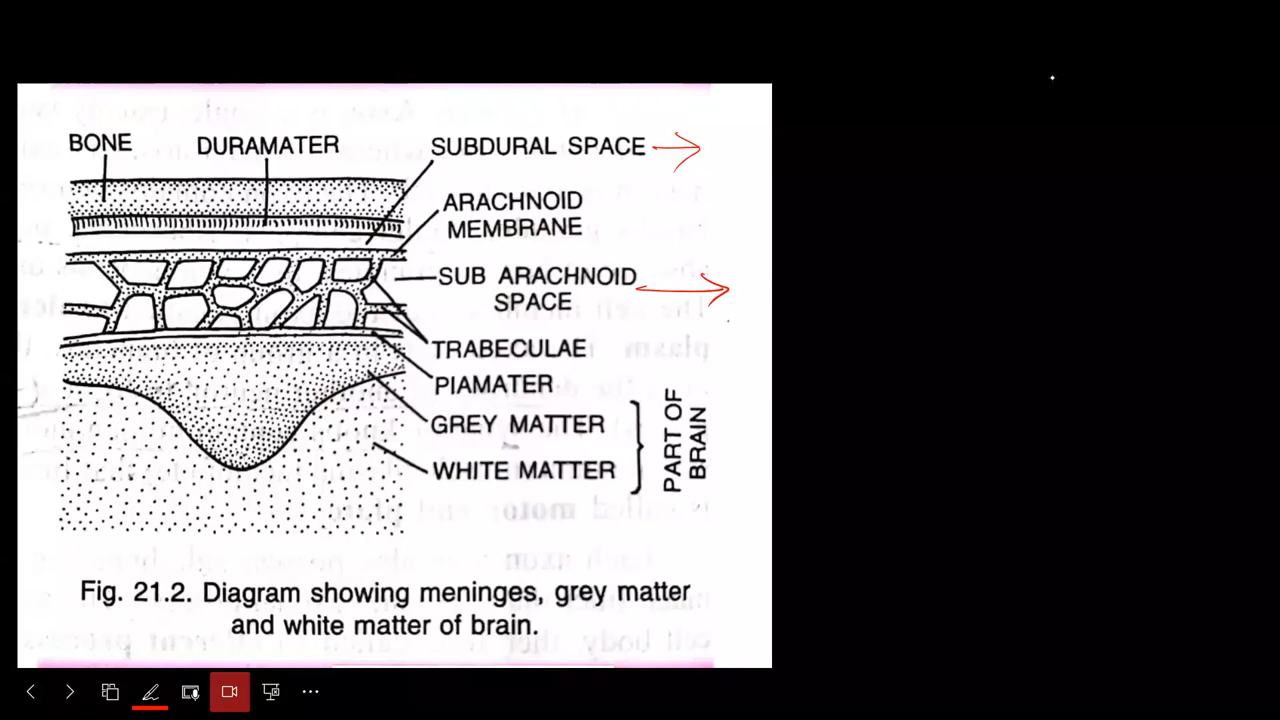 BONE
DURAMATER
SUBDURAL SPACE
ARACHNOID
MEMBRANE
SUB ARACHNOID
SPACE
TRABECULAE
PIAMATER
GREY MATTER
WHITE MATTER
PART OF
BRAIN
Fig. 21.2. Diagram showing meninges, grey matter
and white matter of brain.